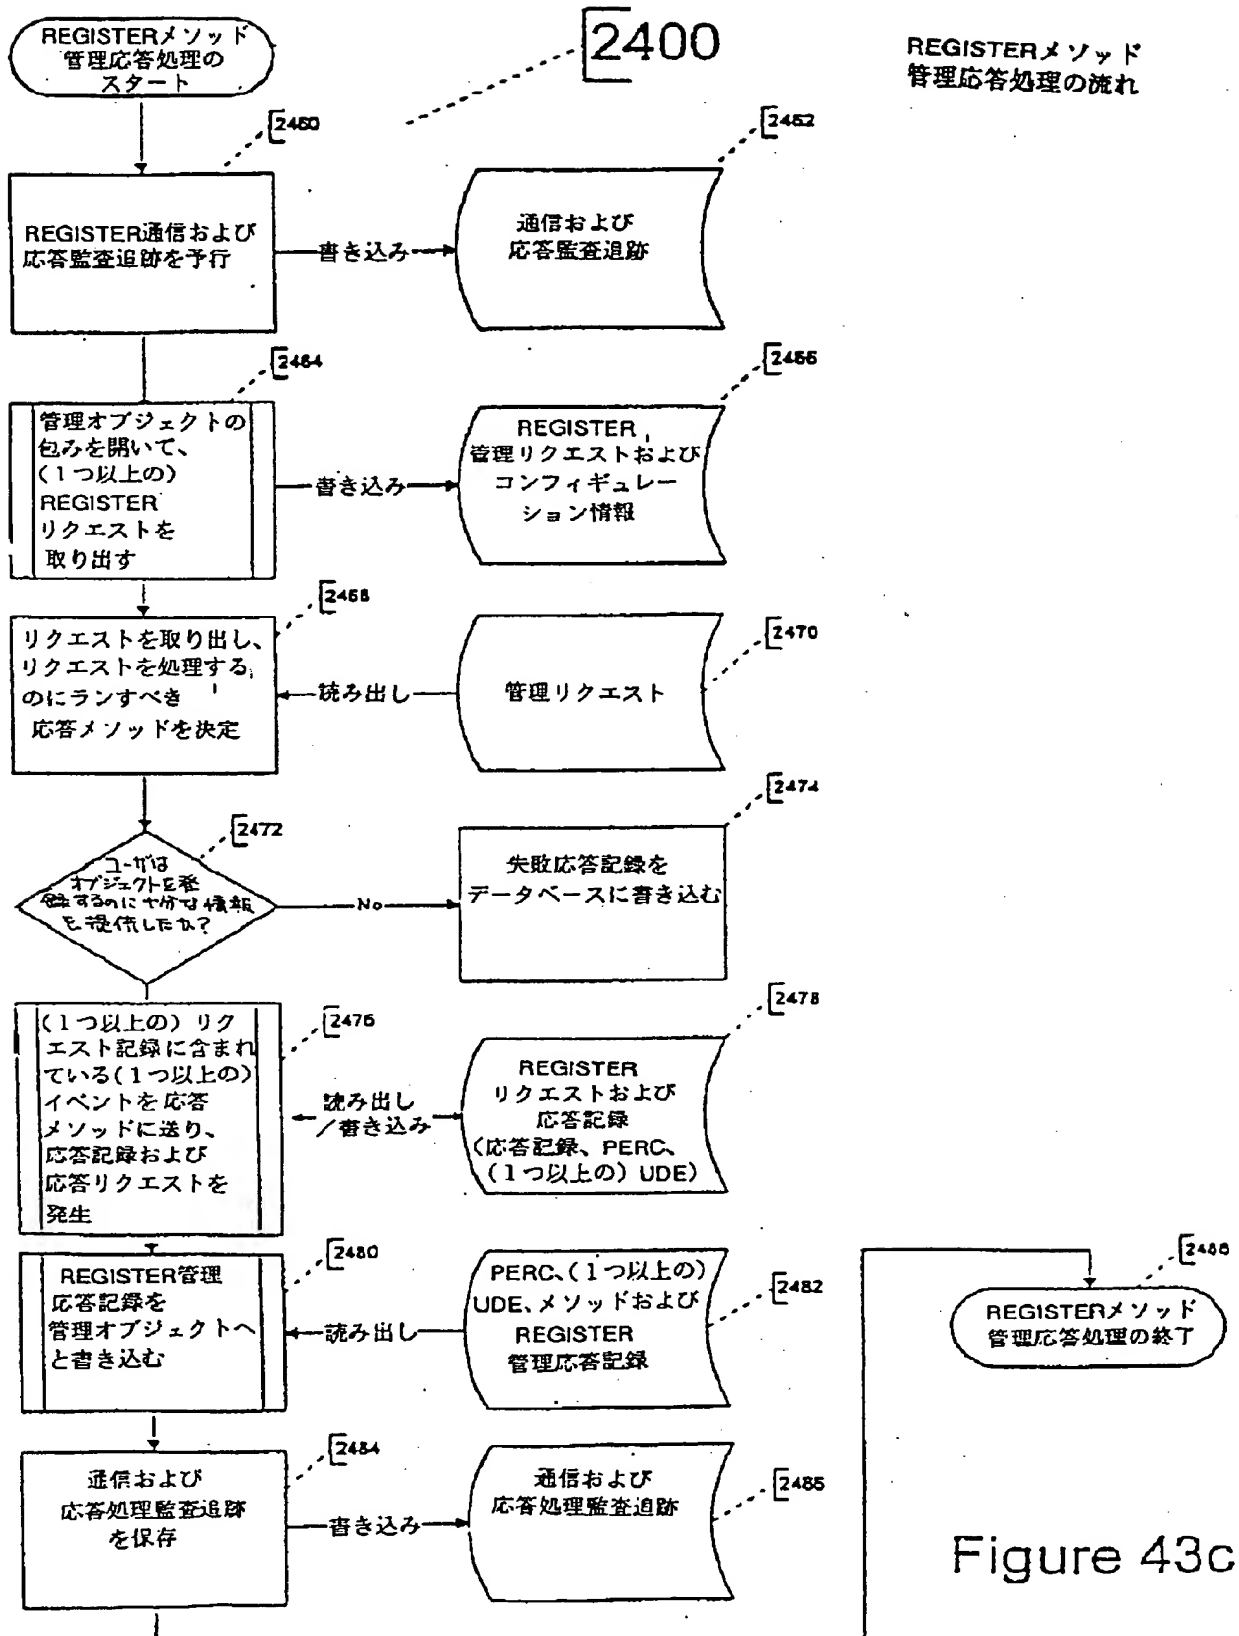 REGISTERメソッド
管理応答処理の
スタート
2400
REGISTERメソッド
管理応答処理の流れ
2460
2462
REGISTER通信および
応答監査追跡を予行
書き込み
通信および
応答監査追跡
2464
2466
管理オブジェクトの
包みを開いて、
(1つ以上の)
REGISTER
リクエストを
取り出す
書き込み
REGISTER
管理リクエストおよび
コンフィギュレー
ション情報
2468
2470
リクエストを取り出し、
リクエストを処理する
のにランすべき
応答メソッドを決定
読み出し
管理リクエスト
2472
2474
ユーザは
オブジェクトを登
録するのに十分な情報
を提供したか?
No
失敗応答記録を
データベースに書き込む
2476
2478
(1つ以上の)リク
エスト記録に含まれ
ている(1つ以上の)
イベントを応答
メソッドに送り、
応答記録および
応答リクエストを
発生
読み出し
/書き込み
REGISTER
リクエストおよび
応答記録
(応答記録、PERC、
(1つ以上の)UDE)
2480
2482
REGISTER管理
応答記録を
管理オブジェクトへ
と書き込む
読み出し
PERC、(1つ以上の)
UDE、メソッドおよび
REGISTER
管理応答記録
2488
REGISTERメソッド
管理応答処理の終了
2484
2486
通信および
応答処理監査追跡
を保存
書き込み
通信および
応答処理監査追跡
Figure 43c